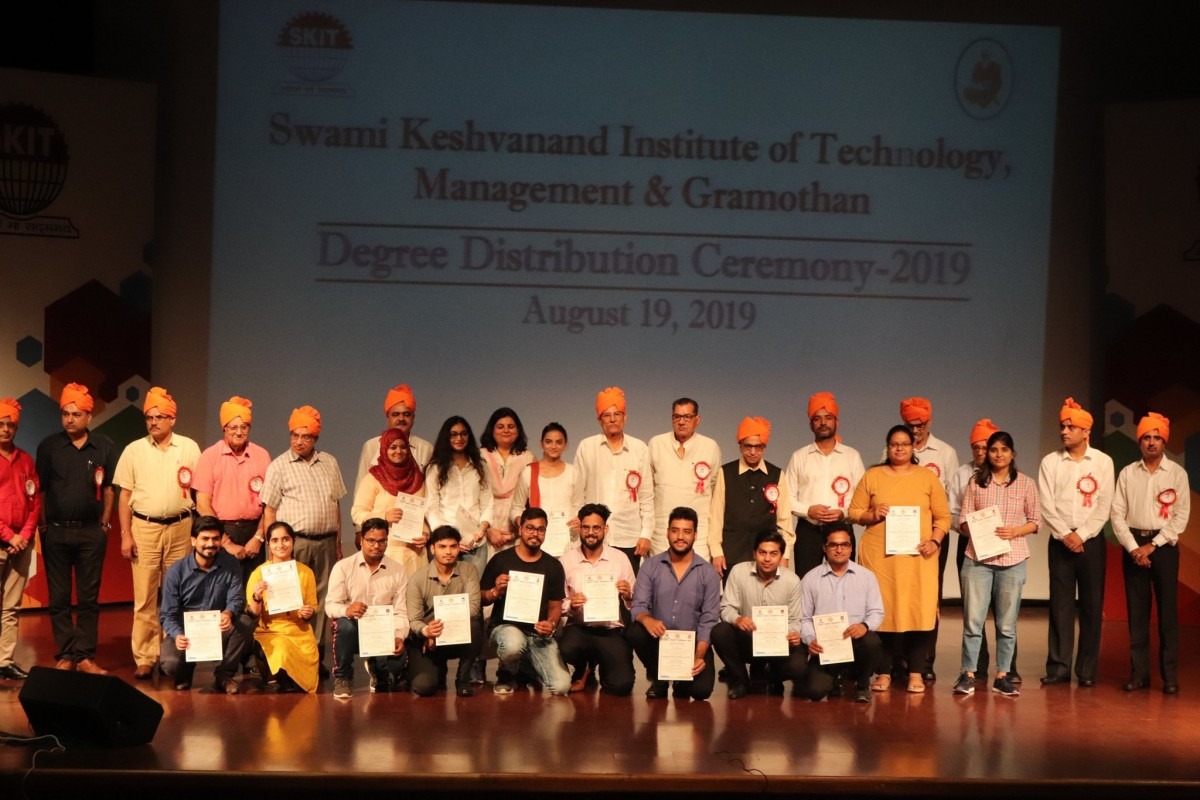 SKIT
Swami Keshvanand Institute of Technology,
Management & Gramothan
Degree Distribution Ceremony-2019
August 19, 2019
SKIT